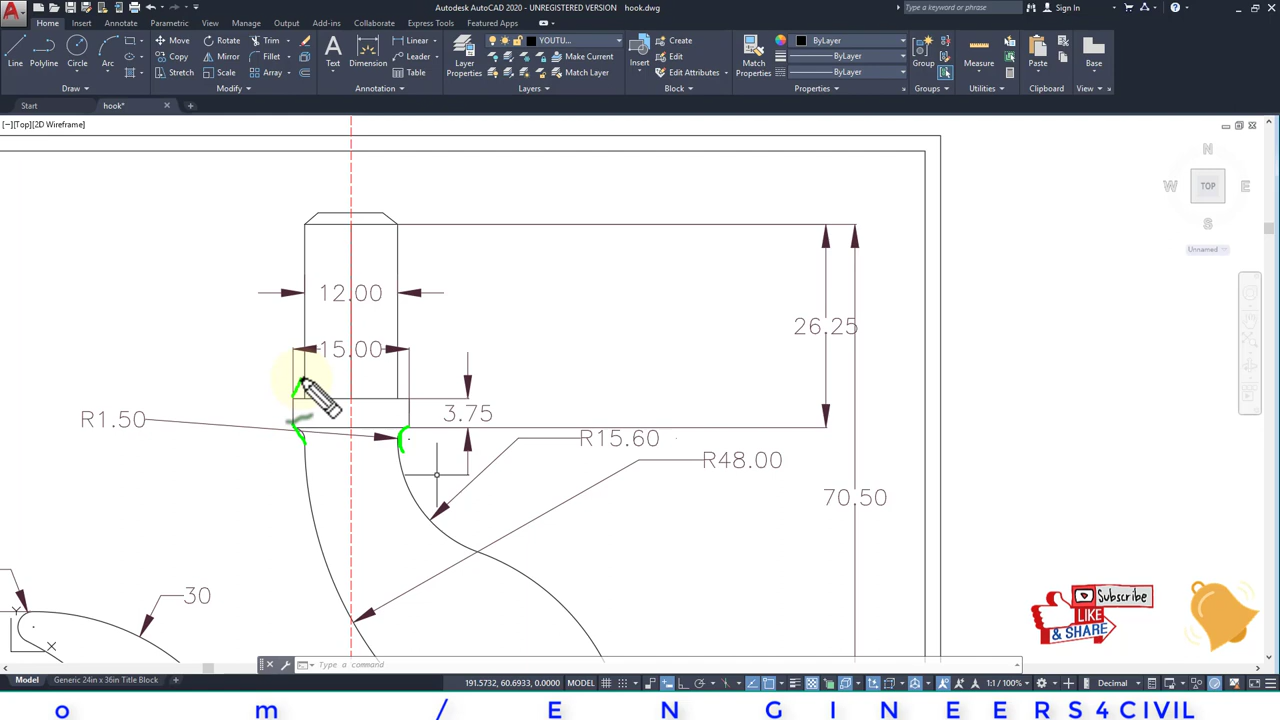 Autodesk AutoCAD 2020 - UNREGISTERED VERSION hook.dwg
Type a keyword or phrase
Sign In
Home Insert Annotate Parametric View Manage Output Add-ins Collaborate Express Tools Featured Apps
Line Polyline Circle Arc
Move Rotate Trim
Copy Mirror Fillet
Stretch Scale Array
Text Dimension
Linear
Leader
Table
Layer Properties
YOUTU...
Make Current
Match Layer
Insert
Create
Edit
Edit Attributes
Match Properties
ByLayer
ByLayer
ByLayer
Group
Measure
Paste
Base
Draw Modify Annotation Layers Block Properties Groups Utilities Clipboard View
Start hook*
[−][Top][2D Wireframe]
N
W TOP E
S
Unnamed
12.00
26.25
15.00
3.75
R1.50
R15.60
R48.00
70.50
30
Y
X
Subscribe
LIKE
& SHARE
Type a command
Model Generic 24in x 36in Title Block
191.5732, 60.6933, 0.0000 MODEL
1:1 / 100%
Decimal
o m / E N G I N E E R S 4 C I V I L